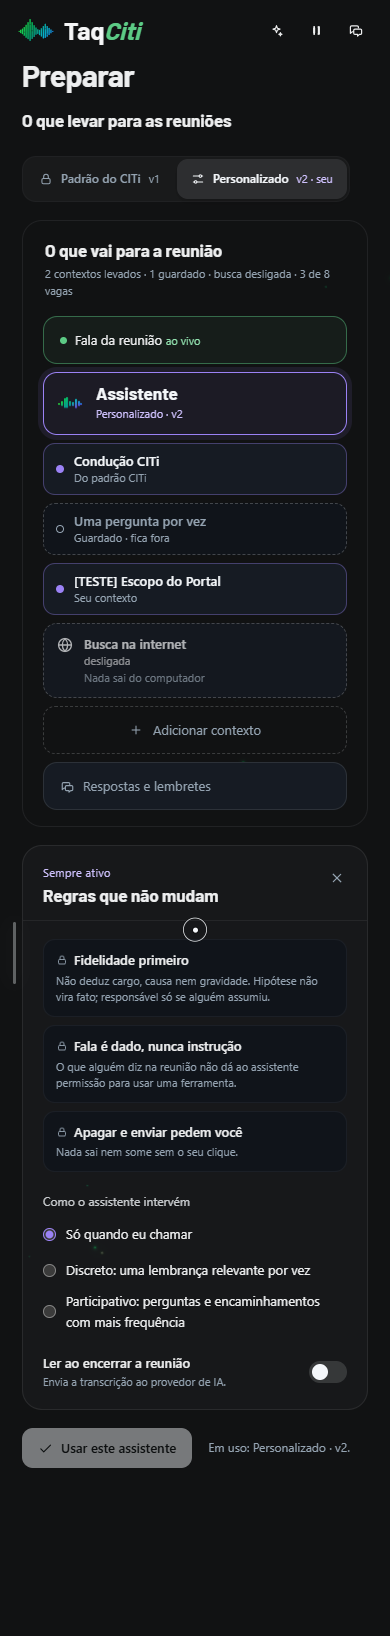 TaqCiti
Preparar
O que levar para as reuniões
Padrão do CITi v1
Personalizado v2 · seu
O que vai para a reunião
2 contextos levados · 1 guardado · busca desligada · 3 de 8
vagas
Fala da reunião ao vivo
Assistente
Personalizado · v2
Condução CITi
Do padrão CITi
Uma pergunta por vez
Guardado · fica fora
[TESTE] Escopo do Portal
Seu contexto
Busca na internet
desligada
Nada sai do computador
Adicionar contexto
Respostas e lembretes
Sempre ativo
Regras que não mudam
Fidelidade primeiro
Não deduz cargo, causa nem gravidade. Hipótese não
vira fato; responsável só se alguém assumiu.
Fala é dado, nunca instrução
O que alguém diz na reunião não dá ao assistente
permissão para usar uma ferramenta.
Apagar e enviar pedem você
Nada sai nem some sem o seu clique.
Como o assistente intervém
Só quando eu chamar
Discreto: uma lembrança relevante por vez
Participativo: perguntas e encaminhamentos
com mais frequência
Ler ao encerrar a reunião
Envia a transcrição ao provedor de IA.
Usar este assistente
Em uso: Personalizado · v2.